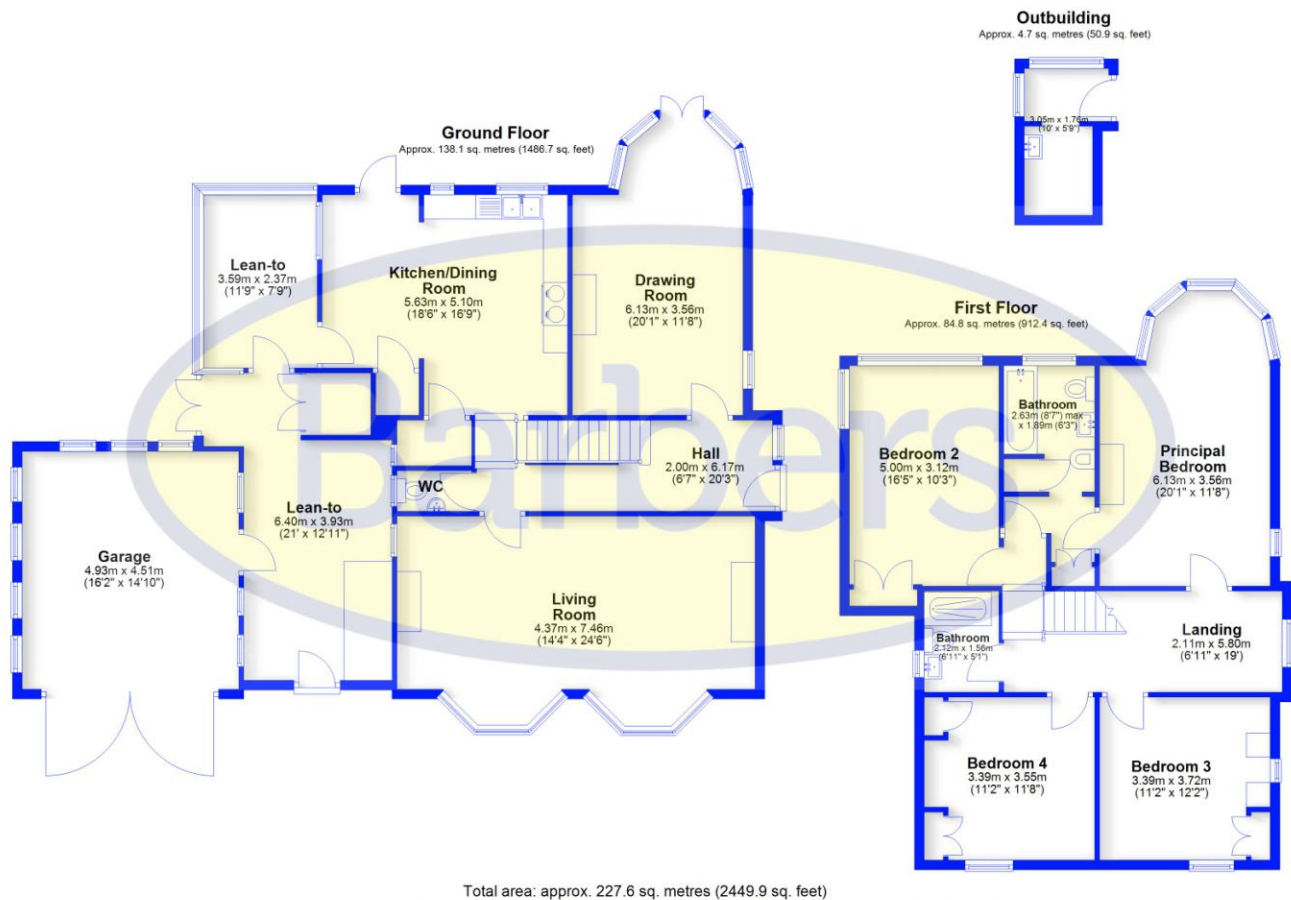 Outbuilding
Approx. 4.7 sq. metres (50.9 sq. feet)
3.05m x 1.76m
(10' x 5'9")
Ground Floor
Approx. 138.1 sq. metres (1486.7 sq. feet)
Lean-to
3.59m x 2.37m
(11'9" x 7'9")
Kitchen/Dining
Room
5.63m x 5.10m
(18'6" x 16'9")
Drawing
Room
6.13m x 3.56m
(20'1" x 11'8")
Hall
2.00m x 6.17m
(6'7" x 20'3")
WC
Lean-to
6.40m x 3.93m
(21' x 12'11")
Garage
4.93m x 4.51m
(16'2" x 14'10")
Living
Room
4.37m x 7.46m
(14'4" x 24'6")
First Floor
Approx. 84.8 sq. metres (912.4 sq. feet)
Bathroom
2.63m (8'7") max
x 1.89m (6'3")
Bedroom 2
5.00m x 3.12m
(16'5" x 10'3")
Principal
Bedroom
6.13m x 3.56m
(20'1" x 11'8")
Bathroom
2.12m x 1.56m
(6'11" x 5'1")
Landing
2.11m x 5.80m
(6'11" x 19')
Bedroom 4
3.39m x 3.55m
(11'2" x 11'8")
Bedroom 3
3.39m x 3.72m
(11'2" x 12'2")
Barbers
Total area: approx. 227.6 sq. metres (2449.9 sq. feet)